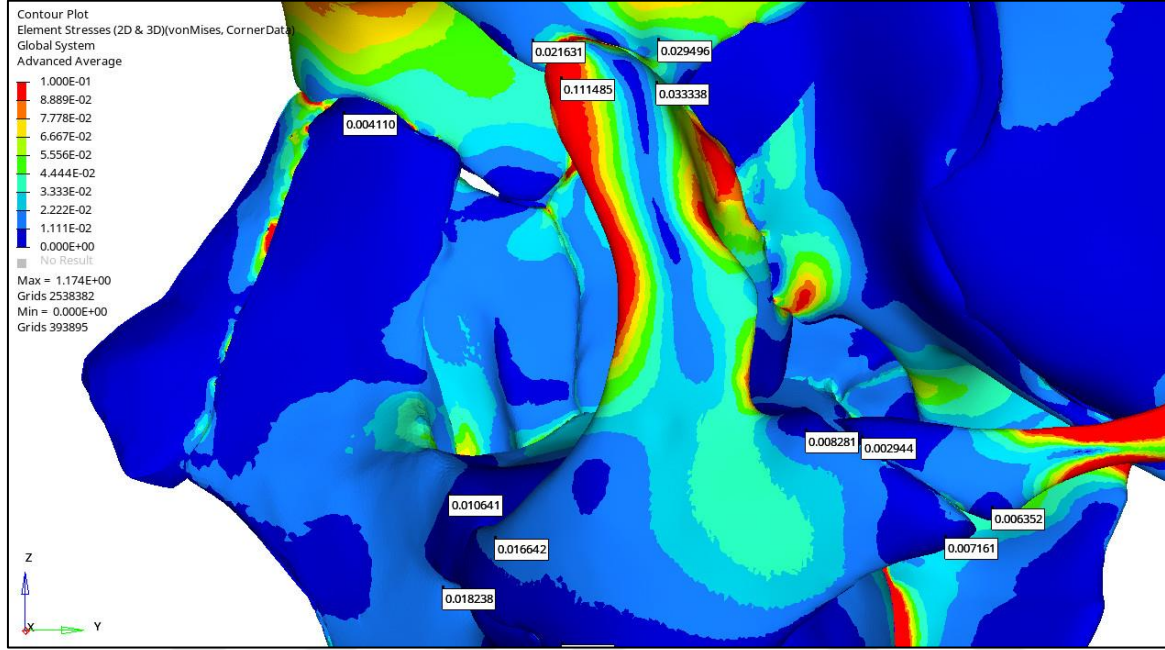 Contour Plot
Element Stresses (2D & 3D)(vonMises, CornerData)
Global System
Advanced Average
1.000E-01
8.889E-02
7.778E-02
6.667E-02
5.556E-02
4.444E-02
3.333E-02
2.222E-02
1.111E-02
0.000E+00
No Result
Max = 1.174E+00
Grids 2538382
Min = 0.000E+00
Grids 393895
0.021631
0.029496
0.111485
0.033338
0.004110
0.008281
0.002944
0.010641
0.006352
0.016642
0.007161
0.018238
Z
X
Y